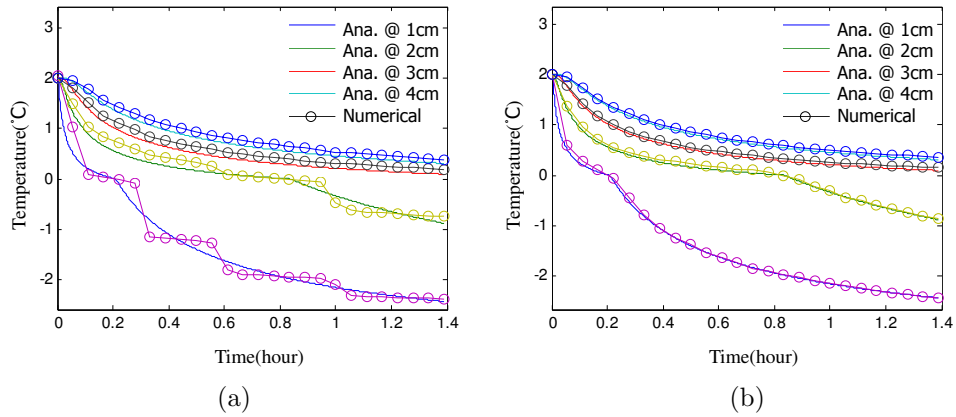 3
2
1
0
-1
-2
0
0.2
0.4
0.6
0.8
1
1.2
1.4
Temperature(°C)
Time(hour)
Ana. @ 1cm
Ana. @ 2cm
Ana. @ 3cm
Ana. @ 4cm
Numerical
(a)
3
2
1
0
-1
-2
0
0.2
0.4
0.6
0.8
1
1.2
1.4
Temperature(°C)
Time(hour)
Ana. @ 1cm
Ana. @ 2cm
Ana. @ 3cm
Ana. @ 4cm
Numerical
(b)